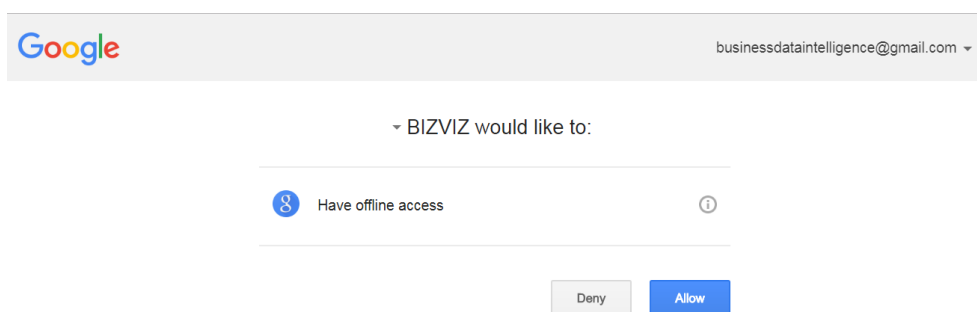 Google
businessdataintelligence@gmail.com
BIZVIZ would like to:
8
Have offline access
i
Deny
Allow